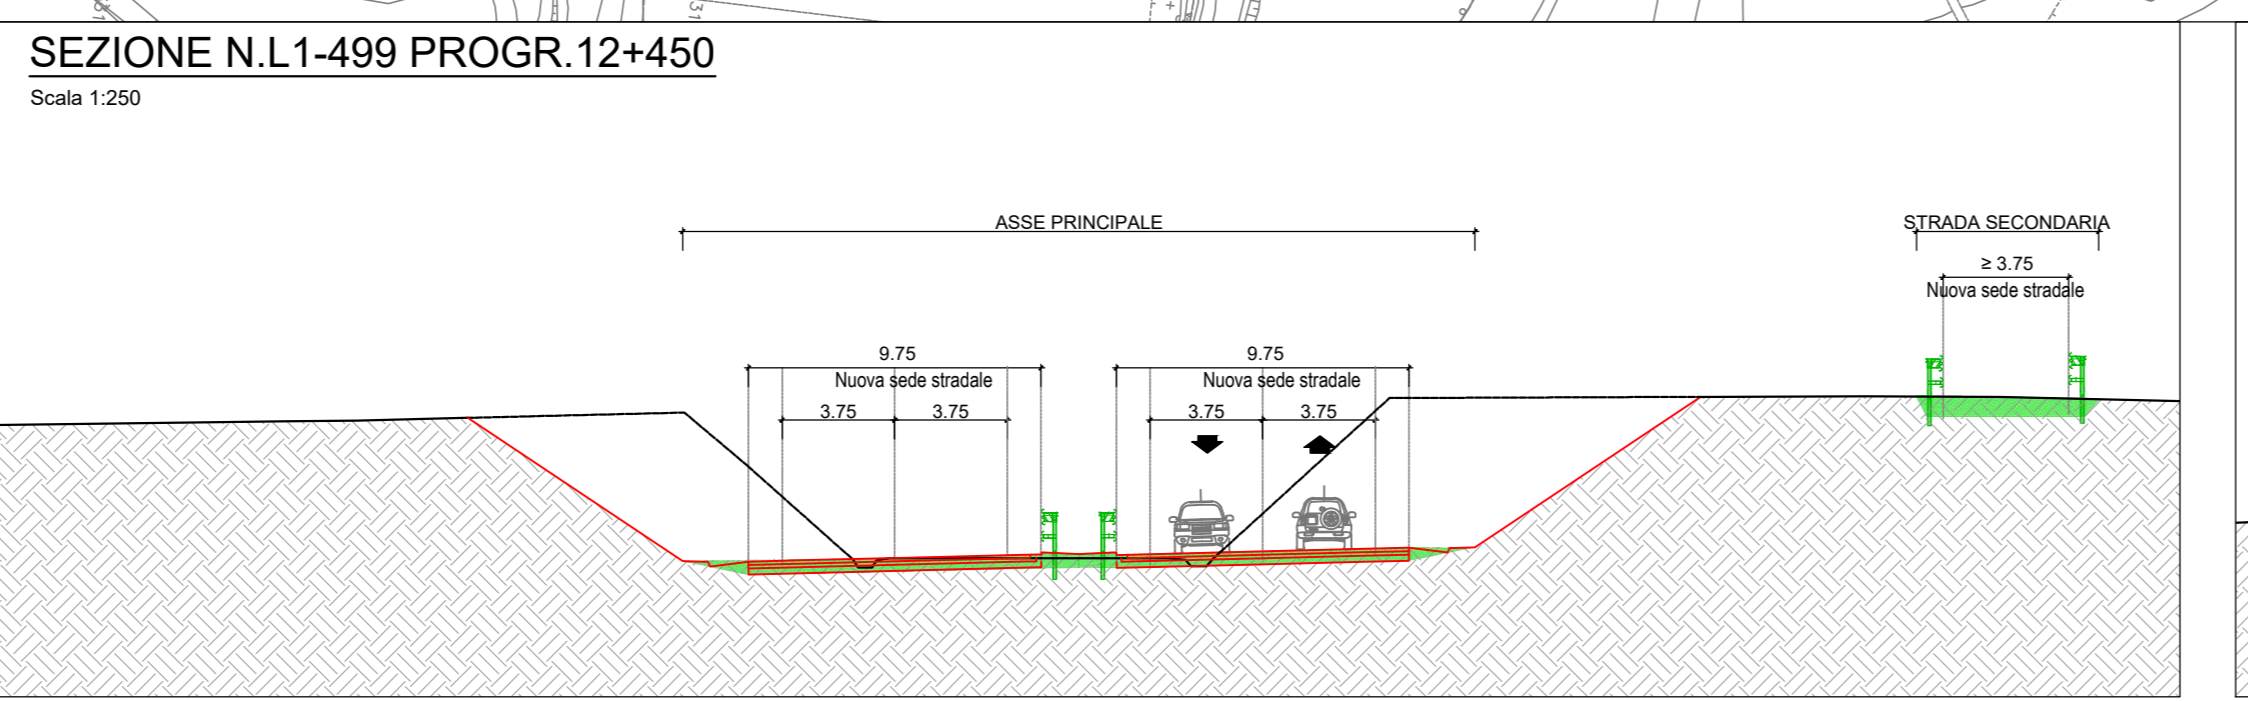 SEZIONE N.L1-499 PROGR.12+450
Scala 1:250
ASSE PRINCIPALE
STRADA SECONDARIA
≥ 3.75
Nuova sede stradale
9.75
Nuova sede stradale
3.75 3.75
9.75
Nuova sede stradale
3.75 3.75